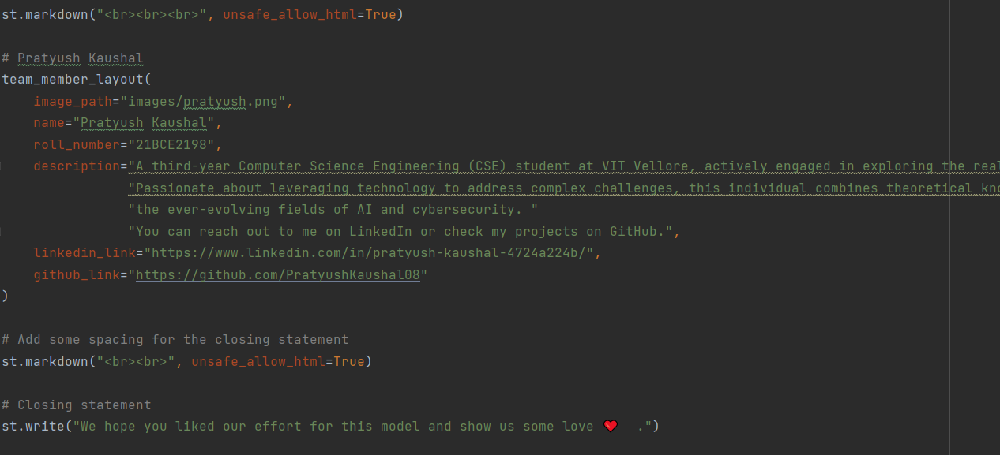 st.markdown("<br><br><br>", unsafe_allow_html=True)
# Pratyush Kaushal
team_member_layout(
image_path="images/pratyush.png",
name="Pratyush Kaushal",
roll_number="21BCE2198",
description="A third-year Computer Science Engineering (CSE) student at VIT Vellore, actively engaged in exploring the real
"Passionate about leveraging technology to address complex challenges, this individual combines theoretical kno
"the ever-evolving fields of AI and cybersecurity. "
"You can reach out to me on LinkedIn or check my projects on GitHub.",
linkedin_link="https://www.linkedin.com/in/pratyush-kaushal-4724a224b/",
github_link="https://github.com/PratyushKaushal08"
)
# Add some spacing for the closing statement
st.markdown("<br><br>", unsafe_allow_html=True)
# Closing statement
st.write("We hope you liked our effort for this model and show us some love ❤️ .")